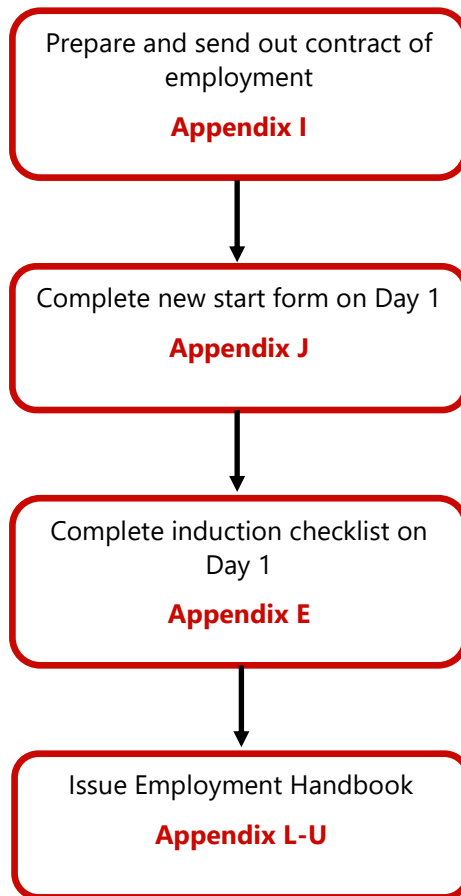 Prepare and send out contract of
employment
Appendix I
Complete new start form on Day 1
Appendix J
Complete induction checklist on
Day 1
Appendix E
Issue Employment Handbook
Appendix L-U